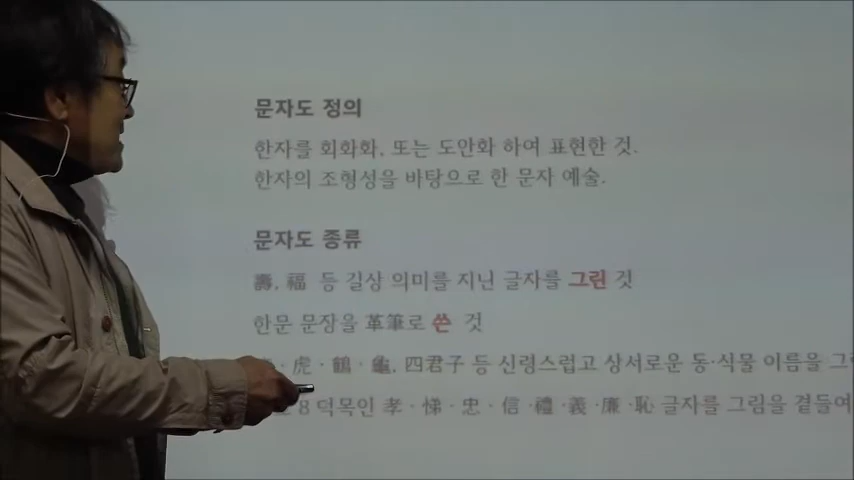 문자도 정의
한자를 회화화, 또는 도안화 하여 표현한 것.
한자의 조형성을 바탕으로 한 문자 예술.
문자도 종류
壽, 福 등 길상 의미를 지닌 글자를 그린 것
한문 문장을 革筆로 쓴 것
· 虎 · 鶴 · 龜, 四君子 등 신령스럽고 상서로운 동·식물 이름을
8 덕목인 孝 · 悌 · 忠 · 信 · 禮 · 義 · 廉 · 恥 글자를 그림을 곁들여